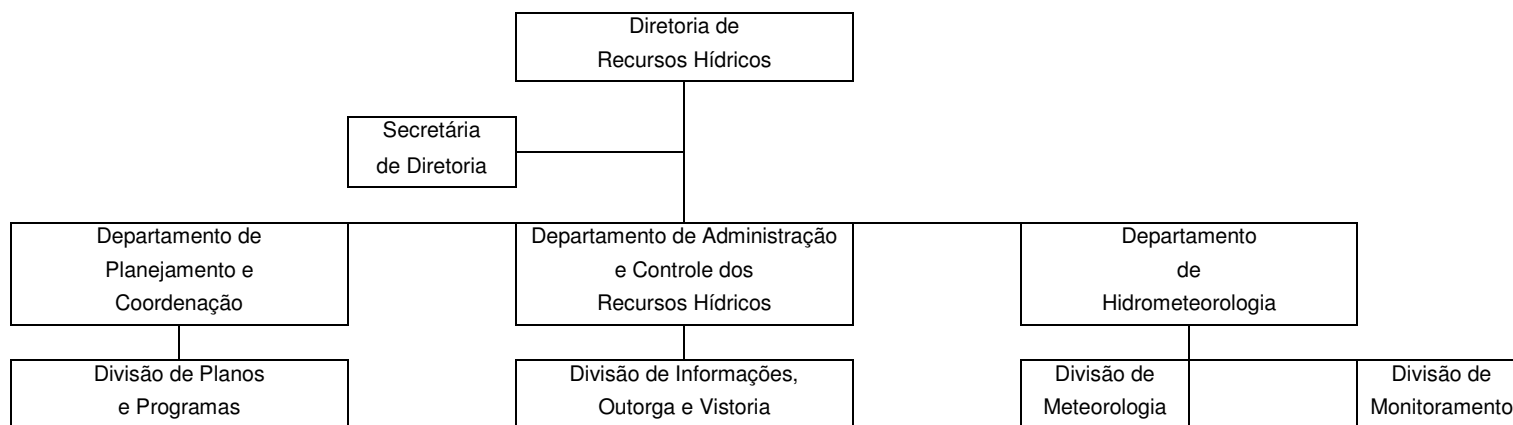 Diretoria de
Recursos Hídricos
Secretária
de Diretoria
Departamento de
Planejamento e
Coordenação
Departamento de Administração
e Controle dos
Recursos Hídricos
Departamento
de
Hidrometeorologia
Divisão de Planos
e Programas
Divisão de Informações,
Outorga e Vistoria
Divisão de
Meteorologia
Divisão de
Monitoramento